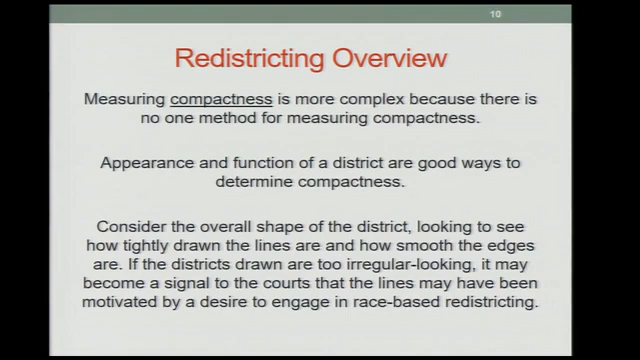 10
Redistricting Overview
Measuring compactness is more complex because there is
no one method for measuring compactness.
Appearance and function of a district are good ways to
determine compactness.
Consider the overall shape of the district, looking to see
how tightly drawn the lines are and how smooth the edges
are. If the districts drawn are too irregular-looking, it may
become a signal to the courts that the lines may have been
motivated by a desire to engage in race-based redistricting.